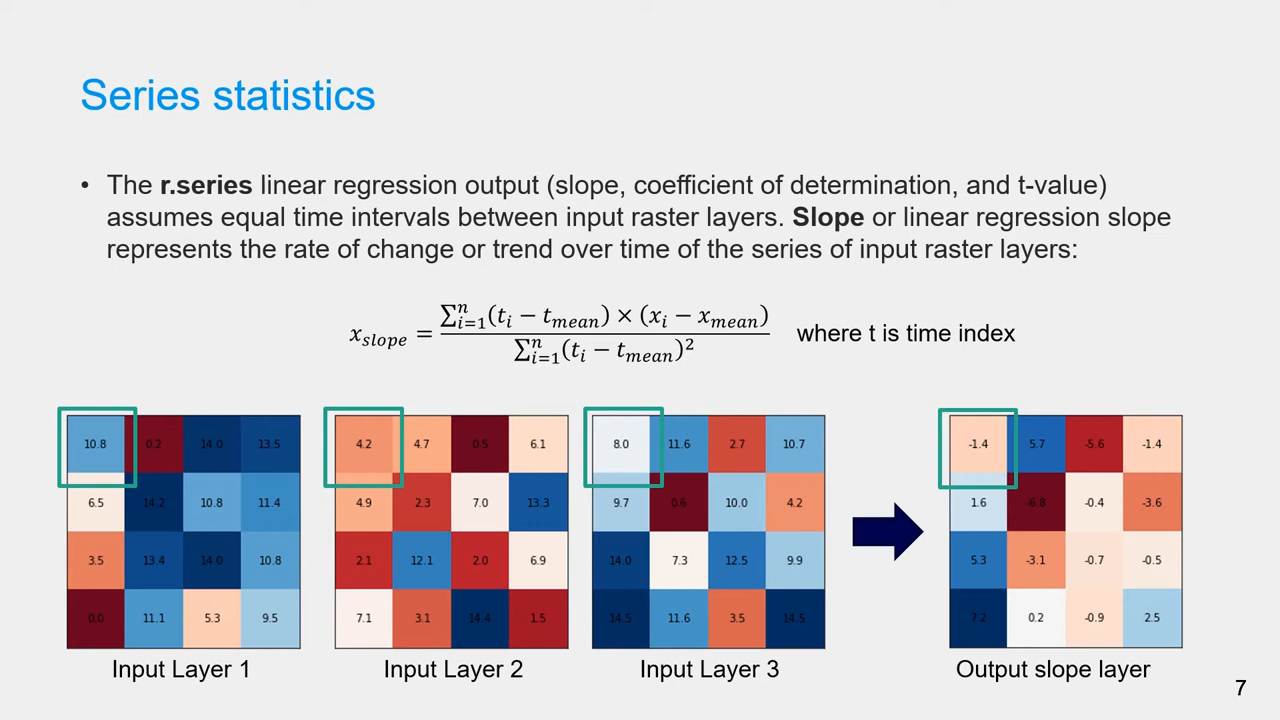 Series statistics
• The r.series linear regression output (slope, coefficient of determination, and t-value)
assumes equal time intervals between input raster layers. Slope or linear regression slope
represents the rate of change or trend over time of the series of input raster layers:
x_slope = ∑ⁿᵢ₌₁(tᵢ − t_mean) × (xᵢ − x_mean) / ∑ⁿᵢ₌₁(tᵢ − t_mean)² where t is time index
10.8 0.2 14.0 13.5
6.5 14.2 10.8 11.4
3.5 13.4 14.0 10.8
0.0 11.1 5.3 9.5
Input Layer 1
4.2 4.7 0.5 6.1
4.9 2.3 7.0 13.3
2.1 12.1 2.0 6.9
7.1 3.1 14.4 1.5
Input Layer 2
8.0 11.6 2.7 10.7
9.7 0.6 10.0 4.2
14.0 7.3 12.5 9.9
14.5 11.6 3.5 14.5
Input Layer 3
-1.4 5.7 -5.6 -1.4
1.6 -6.8 -0.4 -3.6
5.3 -3.1 -0.7 -0.5
7.2 0.2 -0.9 2.5
Output slope layer
7